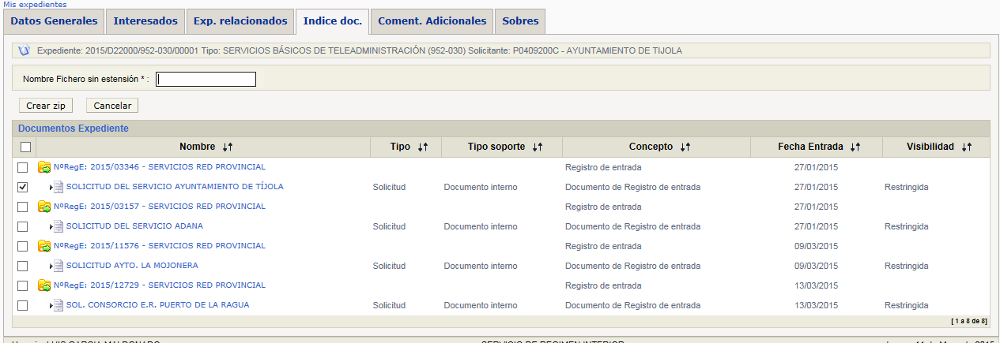 Mis expedientes
Datos Generales Interesados Exp. relacionados Indice doc. Coment. Adicionales Sobres
Expediente: 2015/D22000/952-030/00001 Tipo: SERVICIOS BÁSICOS DE TELEADMINISTRACIÓN (952-030) Solicitante: P0409200C - AYUNTAMIENTO DE TIJOLA
Nombre Fichero sin estensión * :
Crear zip Cancelar
Documentos Expediente
Nombre Tipo Tipo soporte Concepto Fecha Entrada Visibilidad
NºRegE: 2015/03346 - SERVICIOS RED PROVINCIAL Registro de entrada 27/01/2015
SOLICITUD DEL SERVICIO AYUNTAMIENTO DE TÍJOLA Solicitud Documento interno Documento de Registro de entrada 27/01/2015 Restringida
NºRegE: 2015/03157 - SERVICIOS RED PROVINCIAL Registro de entrada 27/01/2015
SOLICITUD DEL SERVICIO ADANA Solicitud Documento interno Documento de Registro de entrada 27/01/2015 Restringida
NºRegE: 2015/11576 - SERVICIOS RED PROVINCIAL Registro de entrada 09/03/2015
SOLICITUD AYTO. LA MOJONERA Solicitud Documento interno Documento de Registro de entrada 09/03/2015 Restringida
NºRegE: 2015/12729 - SERVICIOS RED PROVINCIAL Registro de entrada 13/03/2015
SOL. CONSORCIO E.R. PUERTO DE LA RAGUA Solicitud Documento interno Documento de Registro de entrada 13/03/2015 Restringida
[ 1 a 8 de 8]
SERVICIO DE REGIMEN INTERIOR